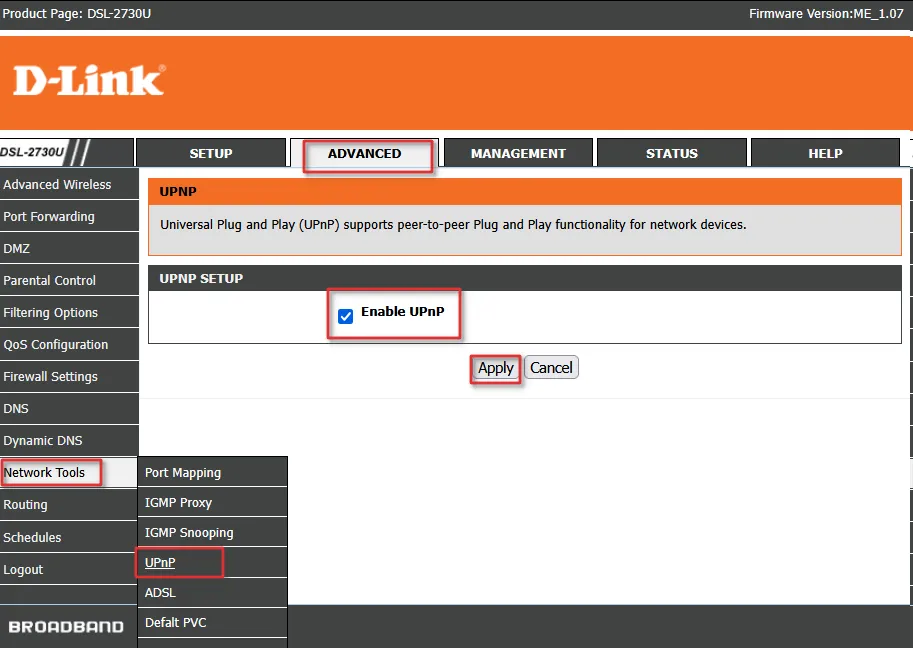 Product Page: DSL-2730U
Firmware Version:ME_1.07
D-Link®
DSL-2730U
SETUP
ADVANCED
MANAGEMENT
STATUS
HELP
Advanced Wireless
Port Forwarding
DMZ
Parental Control
Filtering Options
QoS Configuration
Firewall Settings
DNS
Dynamic DNS
Network Tools
Routing
Schedules
Logout
UPNP
Universal Plug and Play (UPnP) supports peer-to-peer Plug and Play functionality for network devices.
UPNP SETUP
Enable UPnP
Apply
Cancel
Port Mapping
IGMP Proxy
IGMP Snooping
UPnP
ADSL
Defalt PVC
BROADBAND